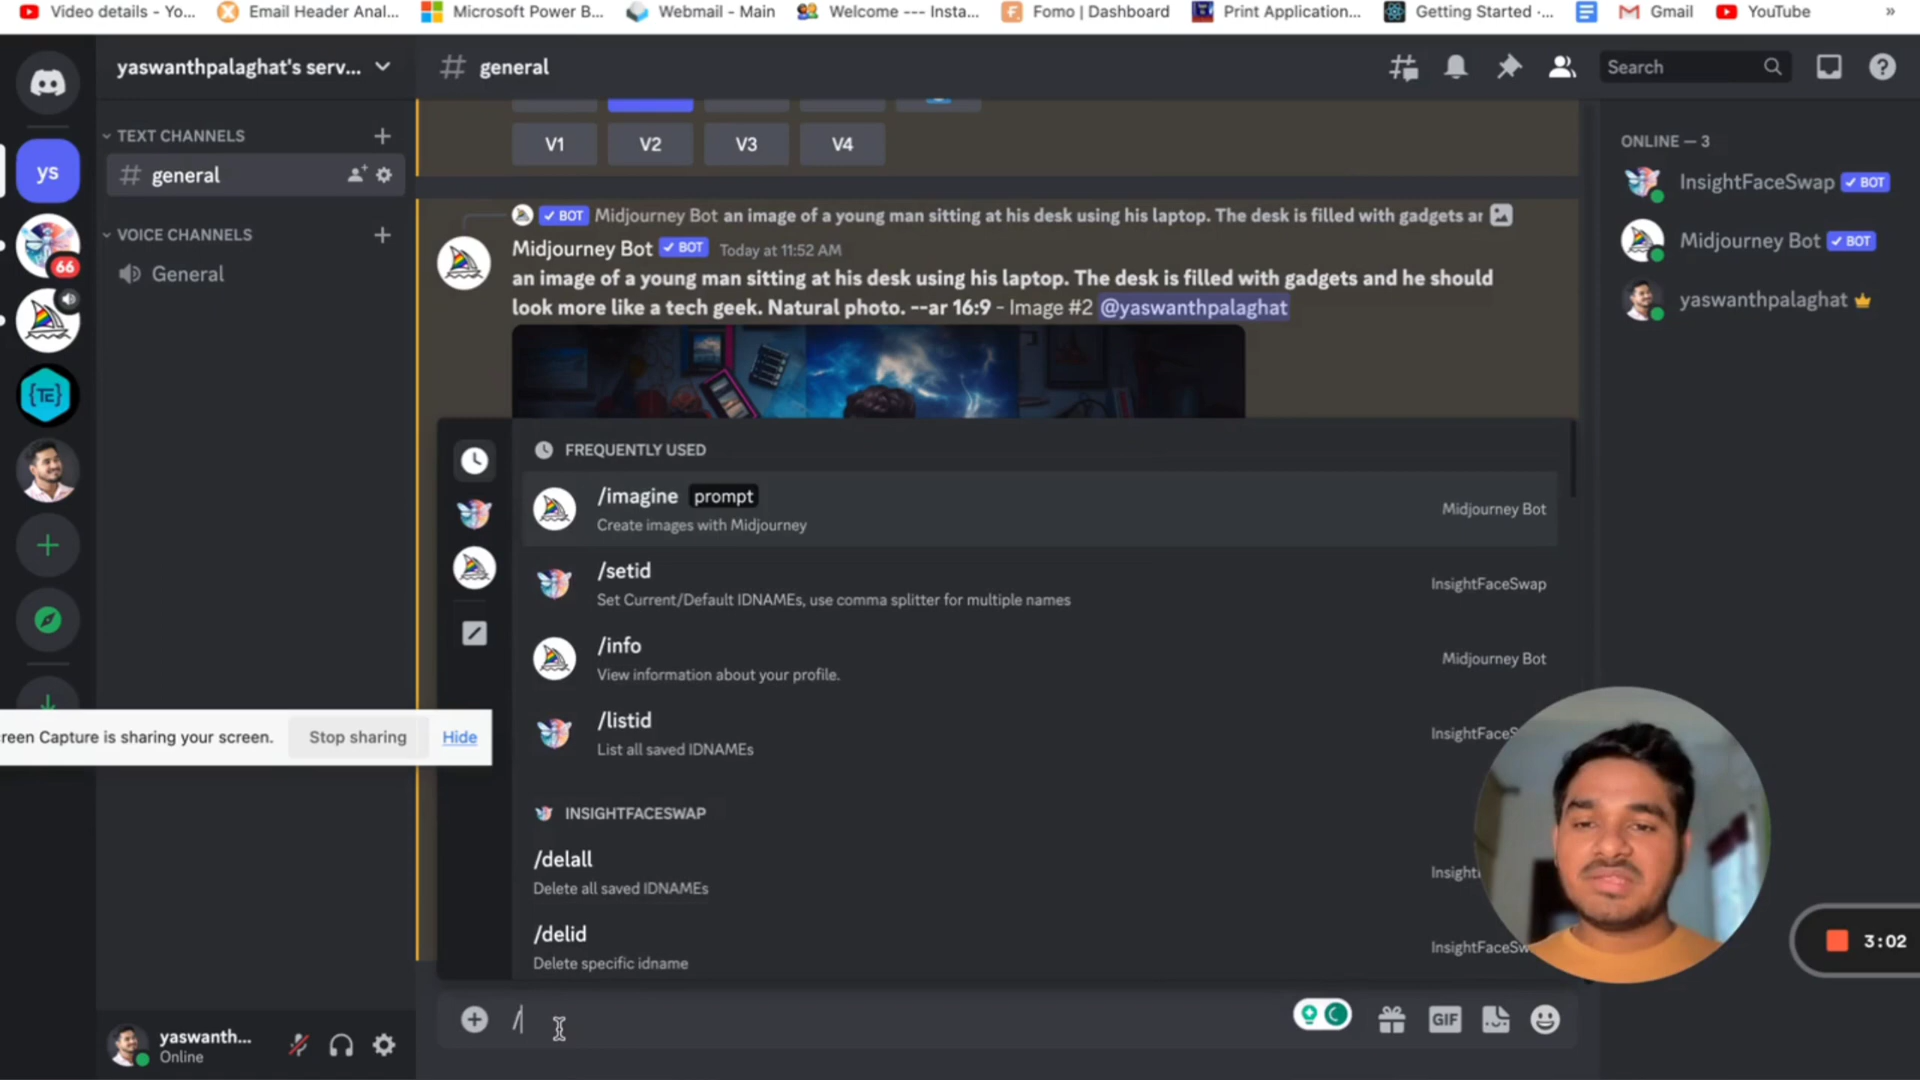 Video details - Yo...
Email Header Anal...
Microsoft Power B...
Webmail - Main
Welcome --- Insta...
Fomo | Dashboard
Print Application...
Getting Started ·...
Gmail
YouTube
»
yaswanthpalaghat's serv...
# general
Search
TEXT CHANNELS
# general
VOICE CHANNELS
General
ys
66
{TE}
V1 V2 V3 V4
BOT Midjourney Bot an image of a young man sitting at his desk using his laptop. The desk is filled with gadgets ar
Midjourney Bot BOT Today at 11:52 AM
an image of a young man sitting at his desk using his laptop. The desk is filled with gadgets and he should
look more like a tech geek. Natural photo. --ar 16:9 - Image #2 @yaswanthpalaghat
FREQUENTLY USED
/imagine prompt
Create images with Midjourney
Midjourney Bot
/setid
Set Current/Default IDNAMEs, use comma splitter for multiple names
InsightFaceSwap
/info
View information about your profile.
Midjourney Bot
/listid
List all saved IDNAMEs
InsightFaceS
INSIGHTFACESWAP
/delall
Delete all saved IDNAMEs
Insight
/delid
Delete specific idname
InsightFaceSw
/
GIF
reen Capture is sharing your screen.
Stop sharing
Hide
yaswanth...
Online
ONLINE — 3
InsightFaceSwap BOT
Midjourney Bot BOT
yaswanthpalaghat
3:02